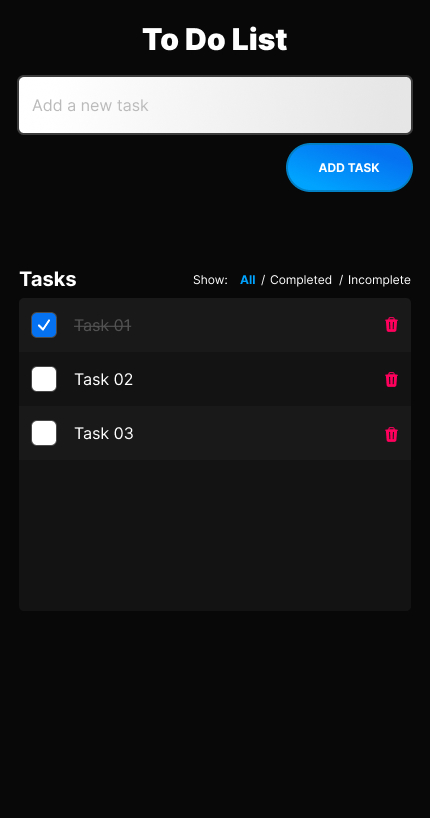 To Do List
Add a new task
ADD TASK
Tasks
Show: All / Completed / Incomplete
Task 01
Task 02
Task 03